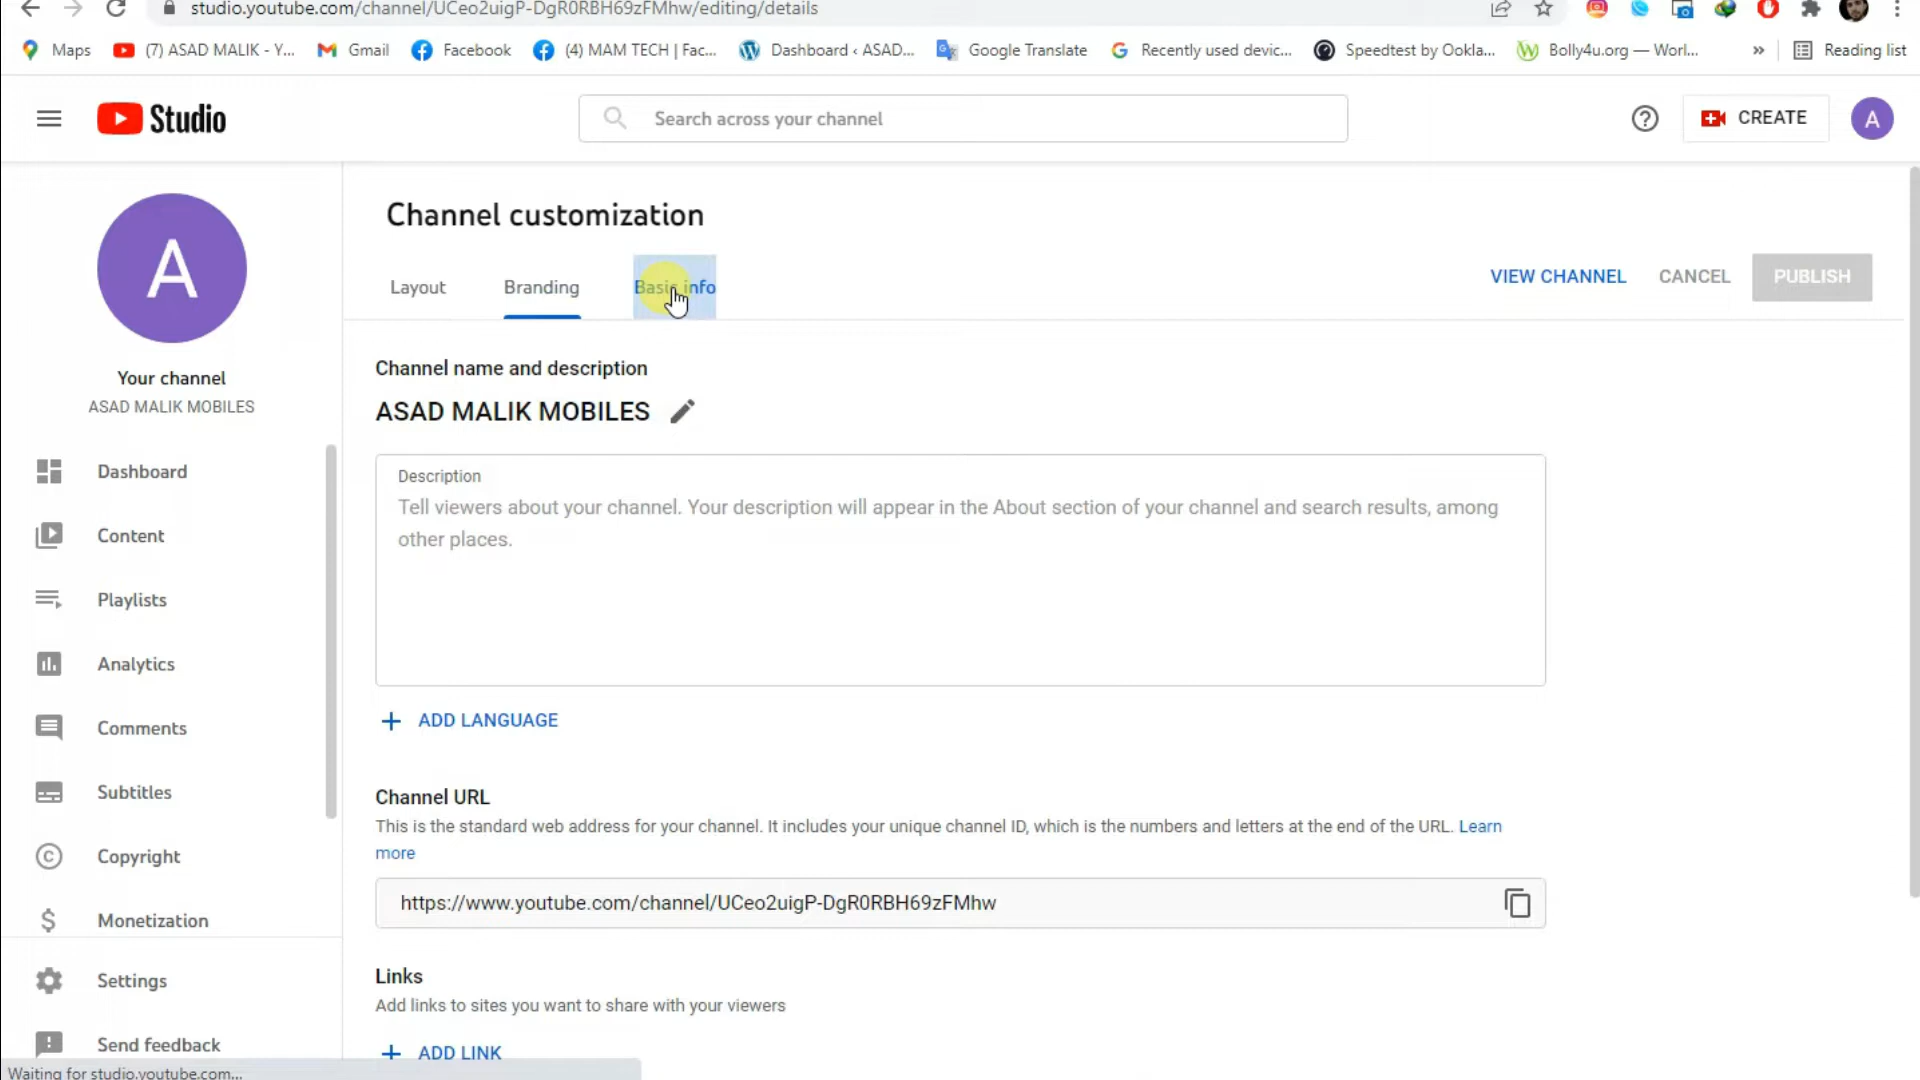 studio.youtube.com/channel/UCeo2uigP-DgR0RBH69zFMhw/editing/details
Maps
(7) ASAD MALIK - Y...
Gmail
Facebook
(4) MAM TECH | Fac...
Dashboard ‹ ASAD...
Google Translate
Recently used devic...
Speedtest by Ookla...
Bolly4u.org — Worl...
»
Reading list
Studio
Search across your channel
CREATE
A
A
Your channel
ASAD MALIK MOBILES
Dashboard
Content
Playlists
Analytics
Comments
Subtitles
Copyright
Monetization
Settings
Send feedback
Channel customization
Layout
Branding
Basic info
VIEW CHANNEL
CANCEL
PUBLISH
Channel name and description
ASAD MALIK MOBILES
Description
Tell viewers about your channel. Your description will appear in the About section of your channel and search results, among
other places.
+ ADD LANGUAGE
Channel URL
This is the standard web address for your channel. It includes your unique channel ID, which is the numbers and letters at the end of the URL. Learn
more
https://www.youtube.com/channel/UCeo2uigP-DgR0RBH69zFMhw
Links
Add links to sites you want to share with your viewers
+ ADD LINK
Waiting for studio.youtube.com...